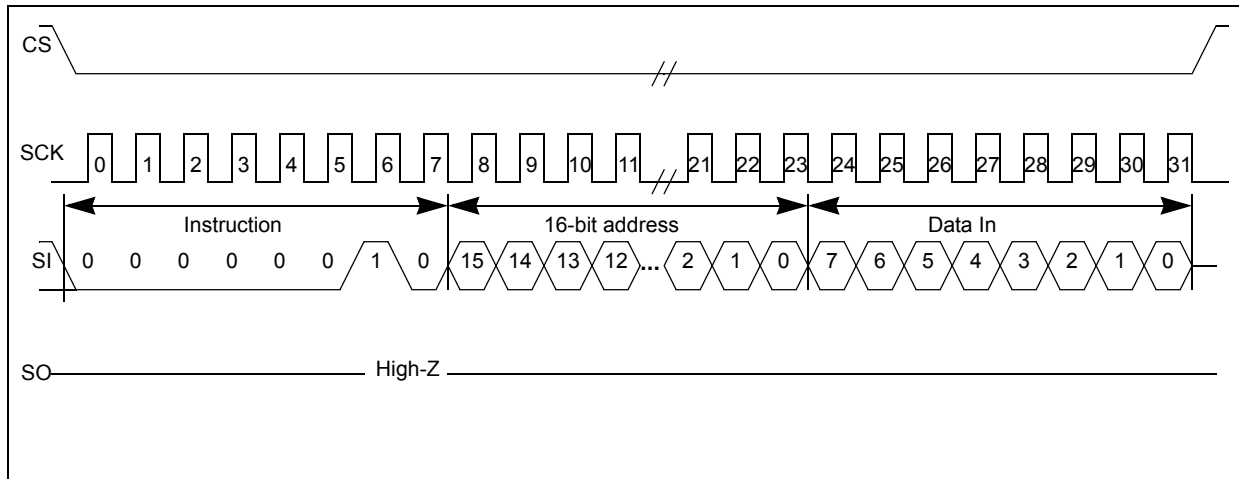 CS
SCK 0 1 2 3 4 5 6 7 8 9 10 11 21 22 23 24 25 26 27 28 29 30 31
Instruction 16-bit address Data In
SI 0 0 0 0 0 0 1 0 15 14 13 12 ... 2 1 0 7 6 5 4 3 2 1 0
SO High-Z